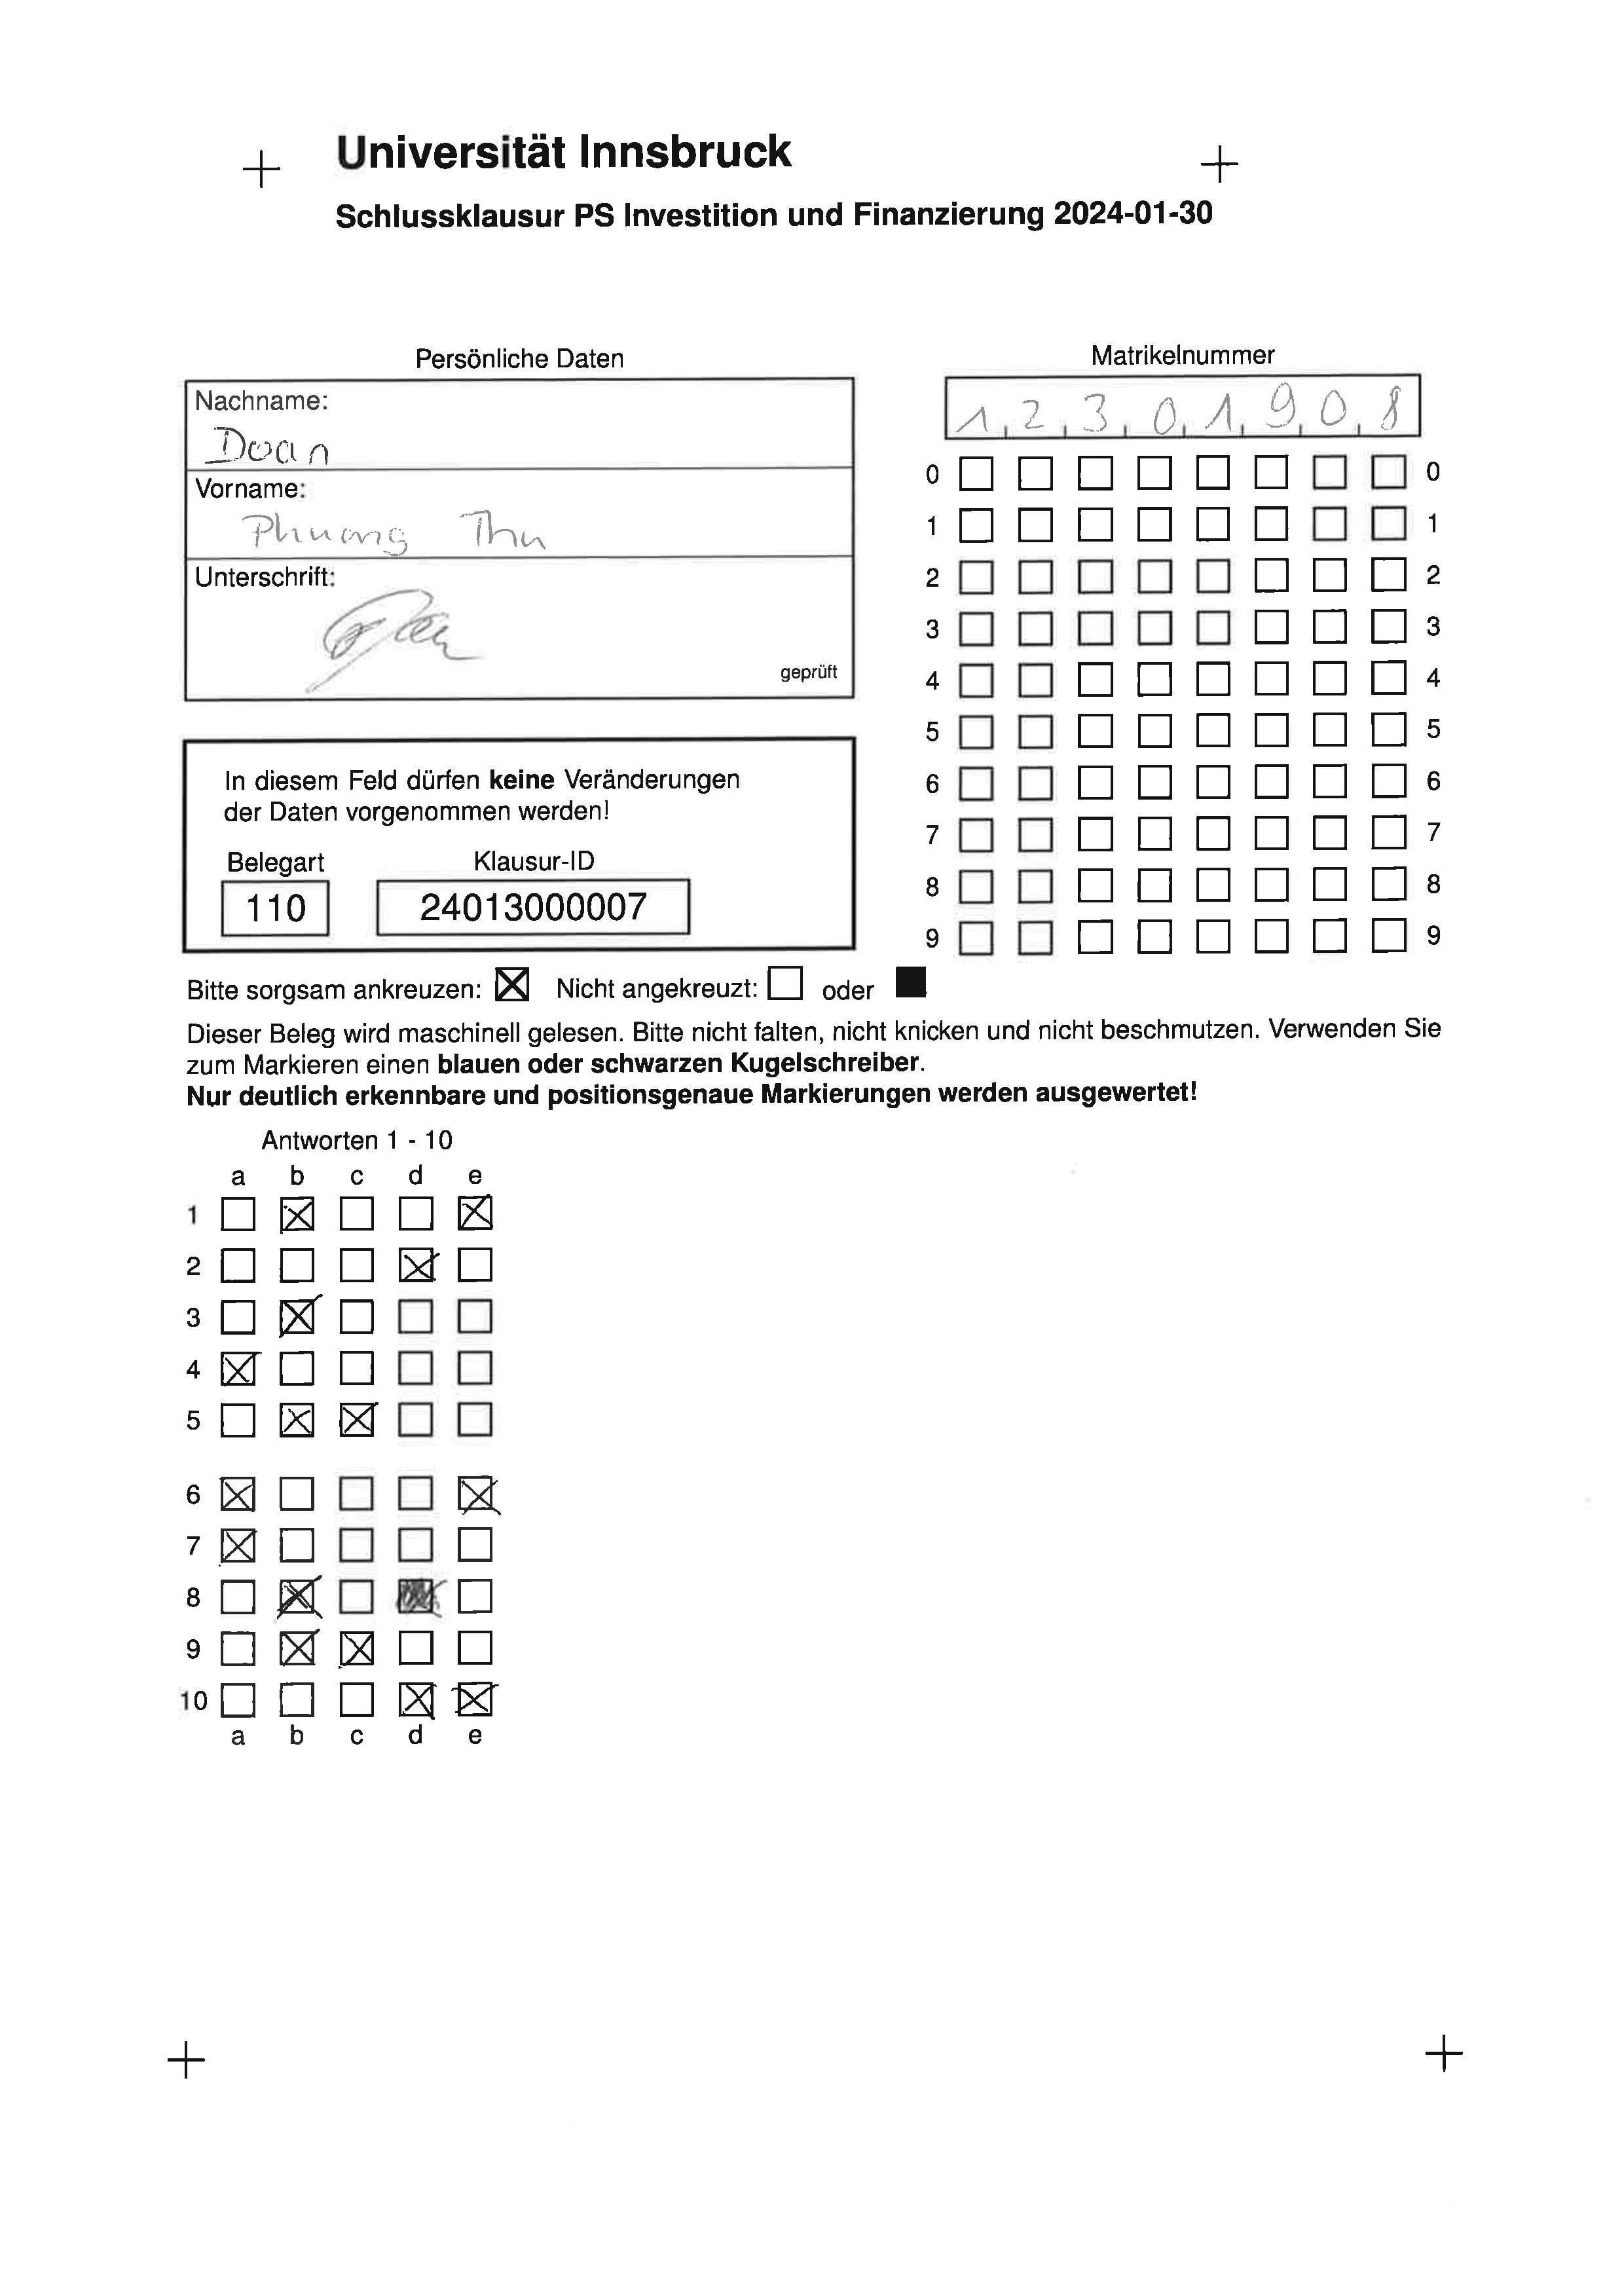 Universität Innsbruck
Schlussklausur PS Investition und Finanzierung 2024-01-30
Persönliche Daten
Nachname:
Doan
Vorname:
Phuong Thu
Unterschrift:
geprüft
Matrikelnummer
1 2 3 0 1 9 0 8
0 0
1 1
2 2
3 3
4 4
5 5
6 6
7 7
8 8
9 9
In diesem Feld dürfen keine Veränderungen
der Daten vorgenommen werden!
Belegart Klausur-ID
110 24013000007
Bitte sorgsam ankreuzen: Nicht angekreuzt: oder
Dieser Beleg wird maschinell gelesen. Bitte nicht falten, nicht knicken und nicht beschmutzen. Verwenden Sie
zum Markieren einen blauen oder schwarzen Kugelschreiber.
Nur deutlich erkennbare und positionsgenaue Markierungen werden ausgewertet!
Antworten 1 - 10
a b c d e
1
2
3
4
5
6
7
8
9
10
a b c d e